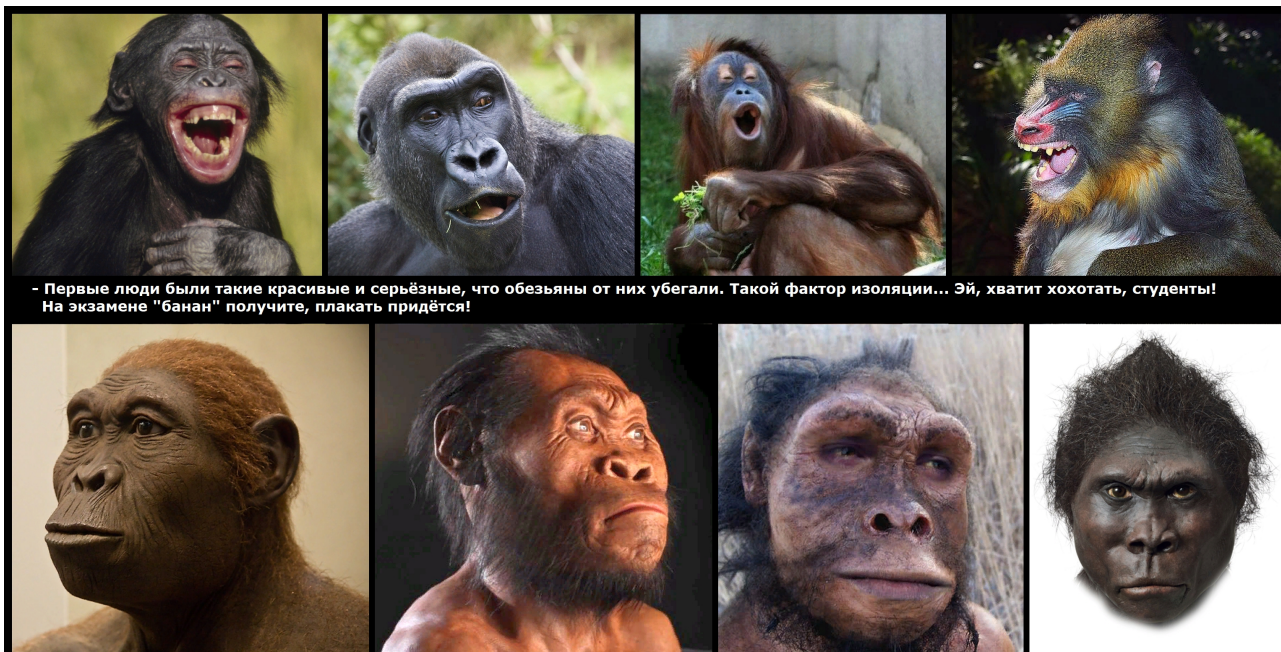 - Первые люди были такие красивые и серьёзные, что обезьяны от них убегали. Такой фактор изоляции... Эй, хватит хохотать, студенты!
На экзамене "банан" получите, плакать придётся!